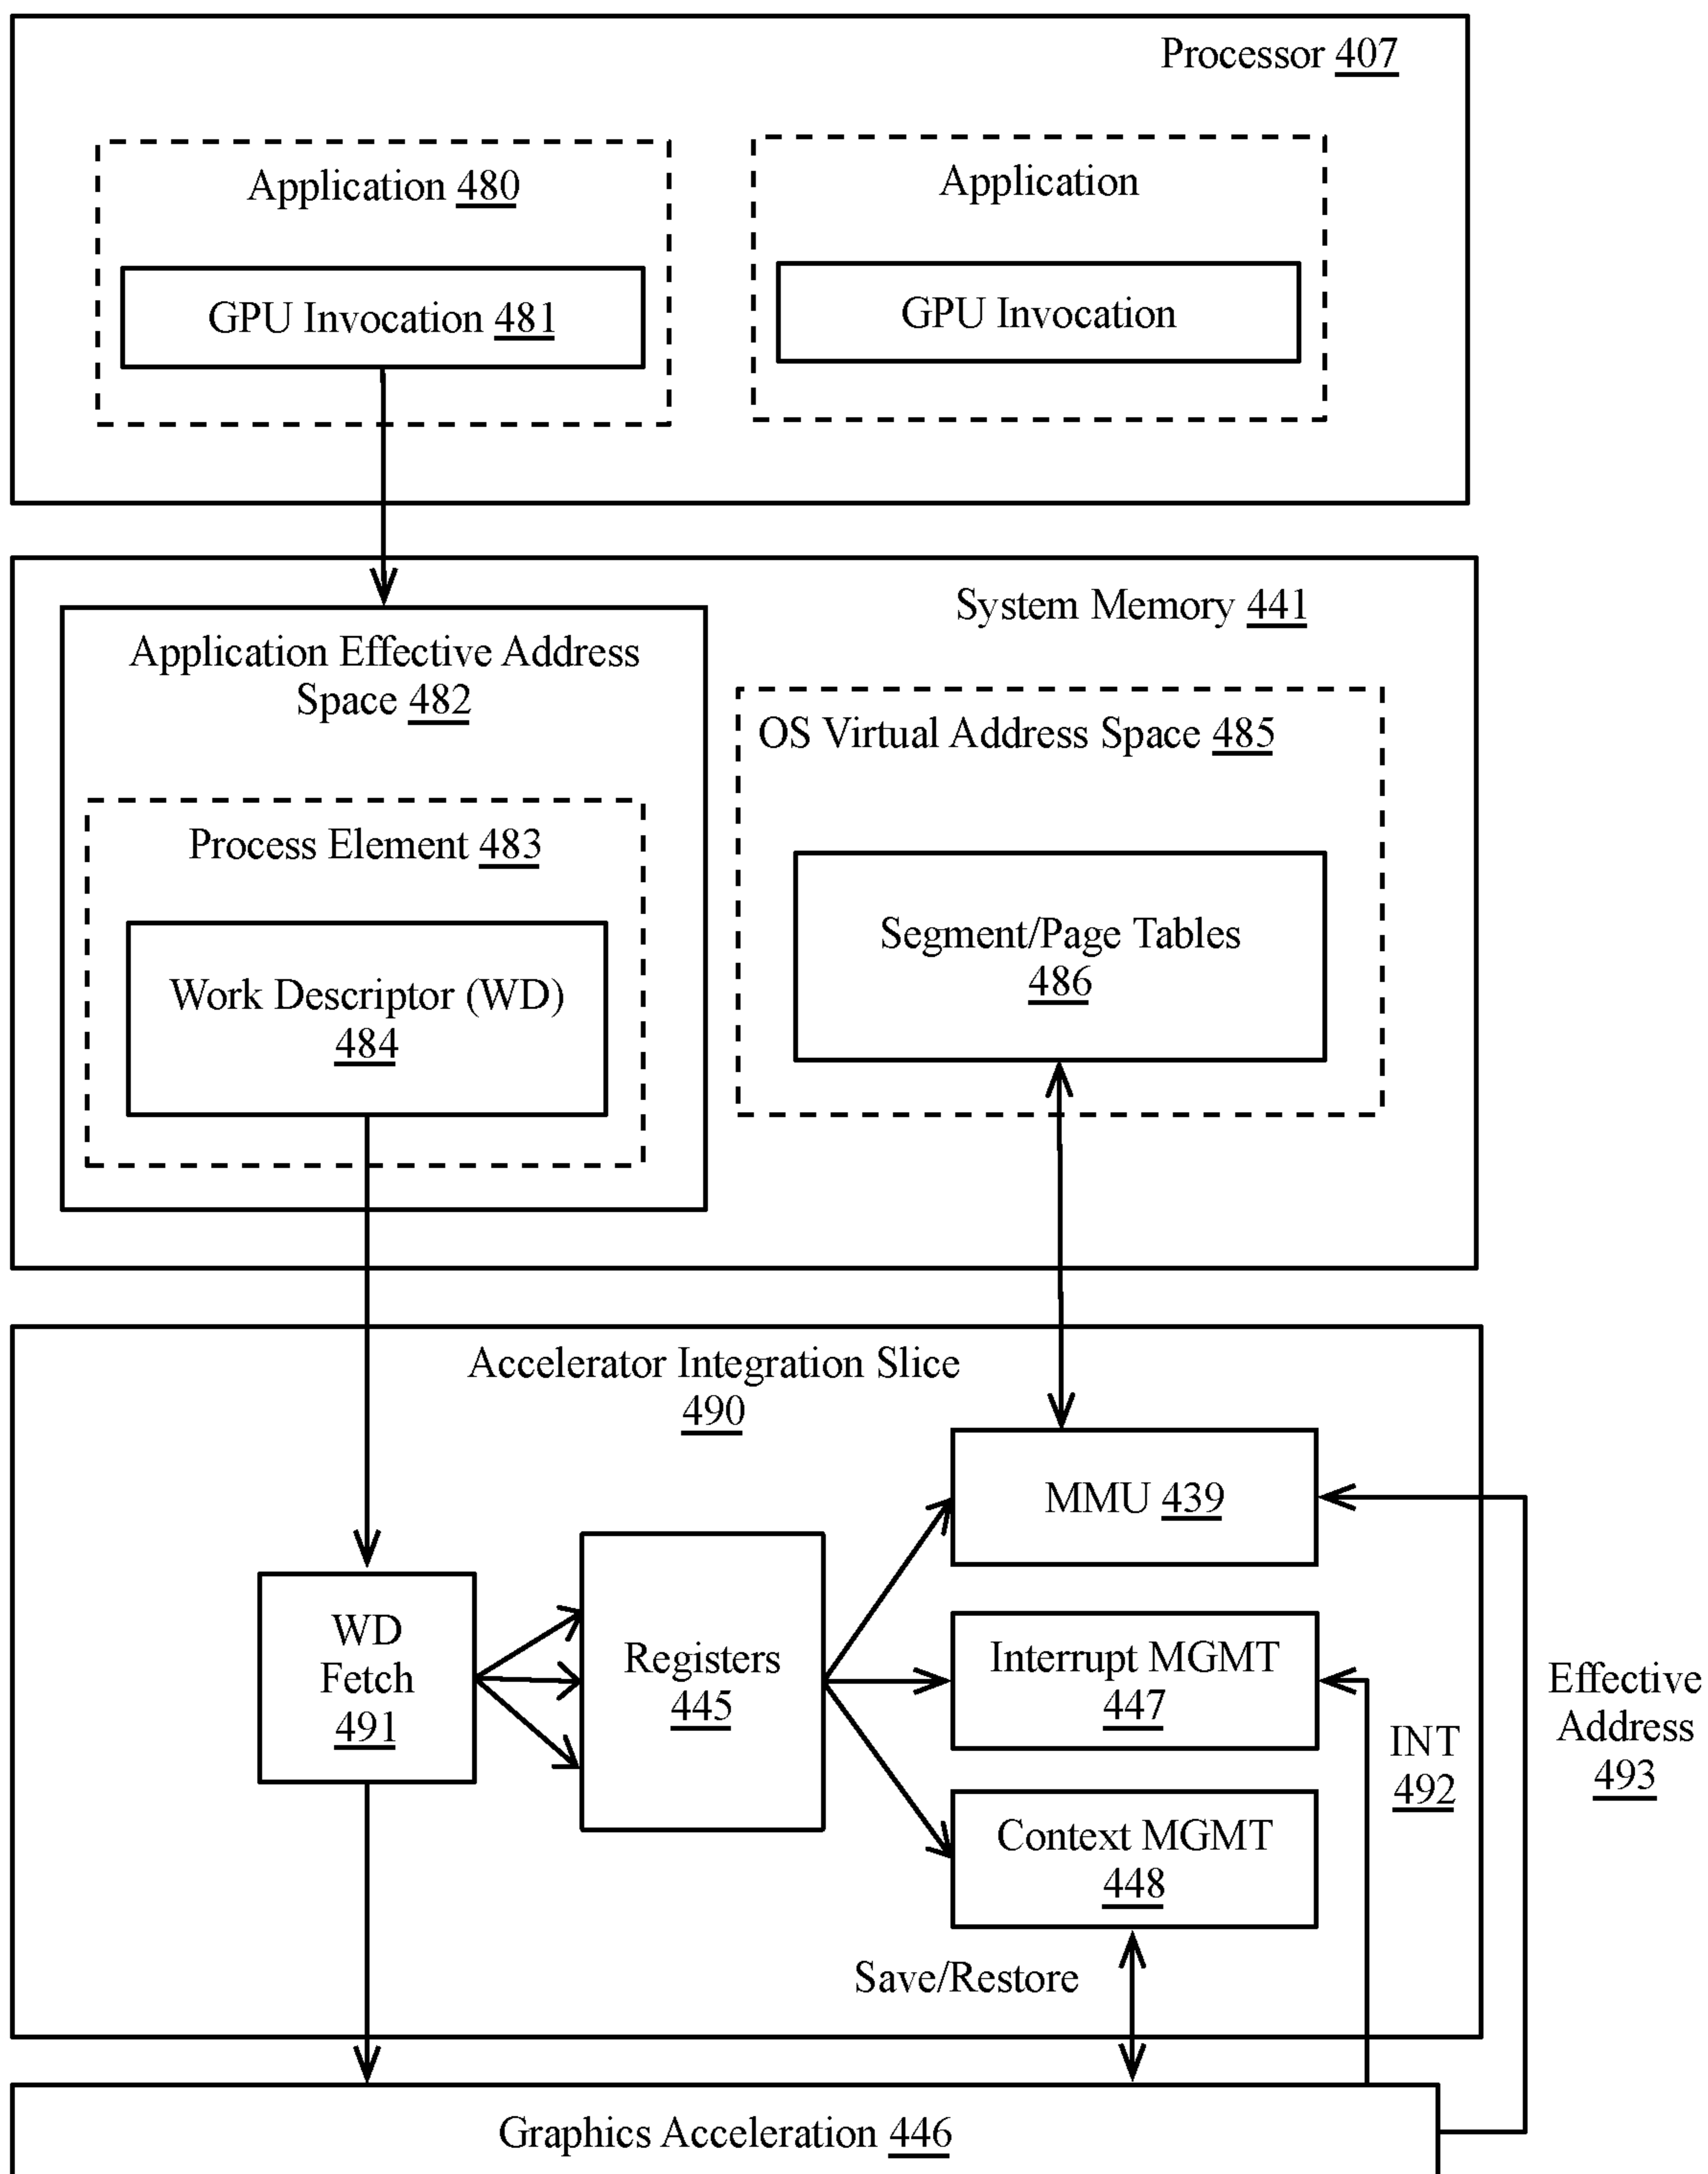 Processor 407
Application 480
GPU Invocation 481
Application
GPU Invocation
System Memory 441
Application Effective Address
Space 482
Process Element 483
Work Descriptor (WD)
484
OS Virtual Address Space 485
Segment/Page Tables
486
Accelerator Integration Slice
490
WD
Fetch
491
Registers
445
MMU 439
Interrupt MGMT
447
Context MGMT
448
Save/Restore
INT
492
Effective
Address
493
Graphics Acceleration 446